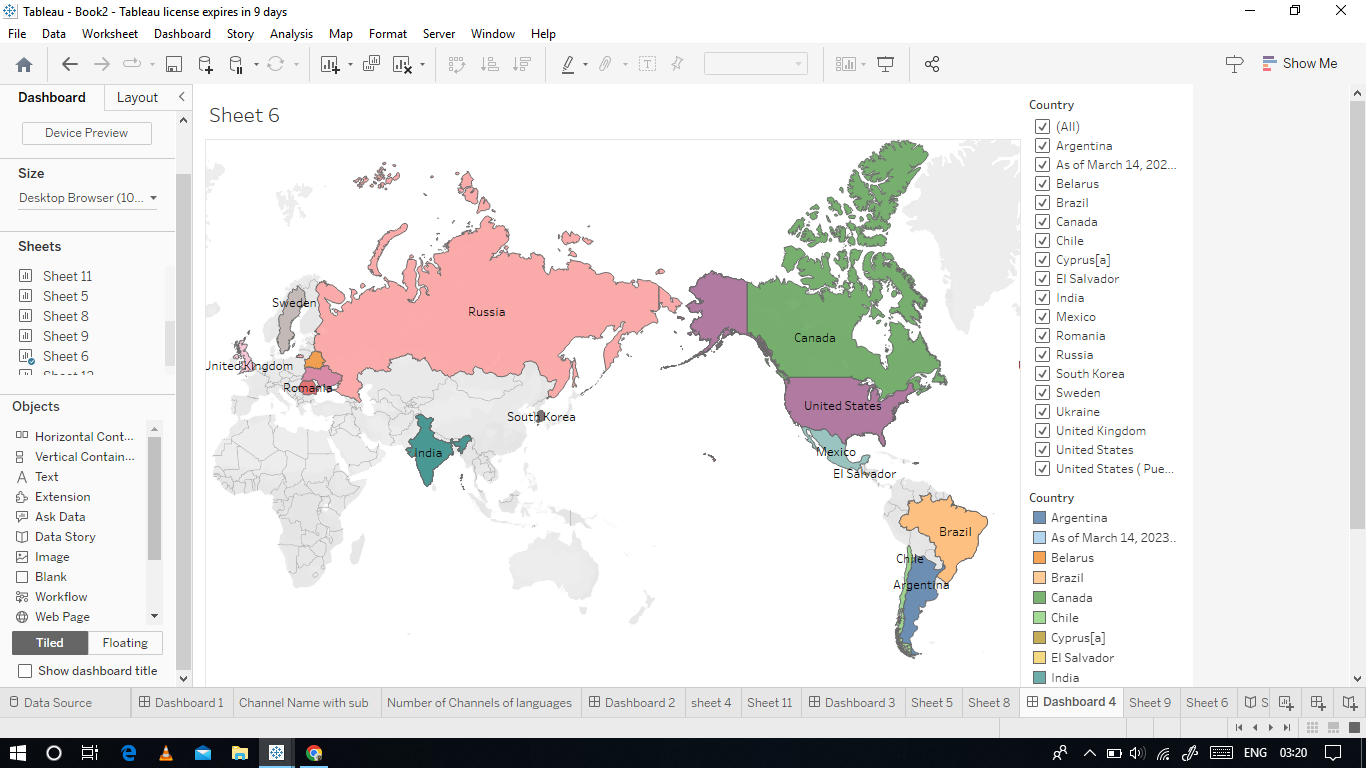 Tableau - Book2 - Tableau license expires in 9 days
File Data Worksheet Dashboard Story Analysis Map Format Server Window Help
Show Me
Dashboard Layout
Device Preview
Size
Desktop Browser (10...
Sheets
Sheet 11
Sheet 5
Sheet 8
Sheet 9
Sheet 6
Objects
Horizontal Cont...
Vertical Contain...
Text
Extension
Ask Data
Data Story
Image
Blank
Workflow
Web Page
Tiled Floating
Show dashboard title
Sheet 6
Sweden
Russia
Canada
United Kingdom
Romania
United States
South Korea
India
Mexico
El Salvador
Brazil
Chile
Argentina
Country
(All)
Argentina
As of March 14, 202...
Belarus
Brazil
Canada
Chile
Cyprus[a]
El Salvador
India
Mexico
Romania
Russia
South Korea
Sweden
Ukraine
United Kingdom
United States
United States ( Pue...
Country
Argentina
As of March 14, 2023..
Belarus
Brazil
Canada
Chile
Cyprus[a]
El Salvador
India
Data Source Dashboard 1 Channel Name with sub Number of Channels of languages Dashboard 2 sheet 4 Sheet 11 Dashboard 3 Sheet 5 Sheet 8 Dashboard 4 Sheet 9 Sheet 6 S
ENG 03:20